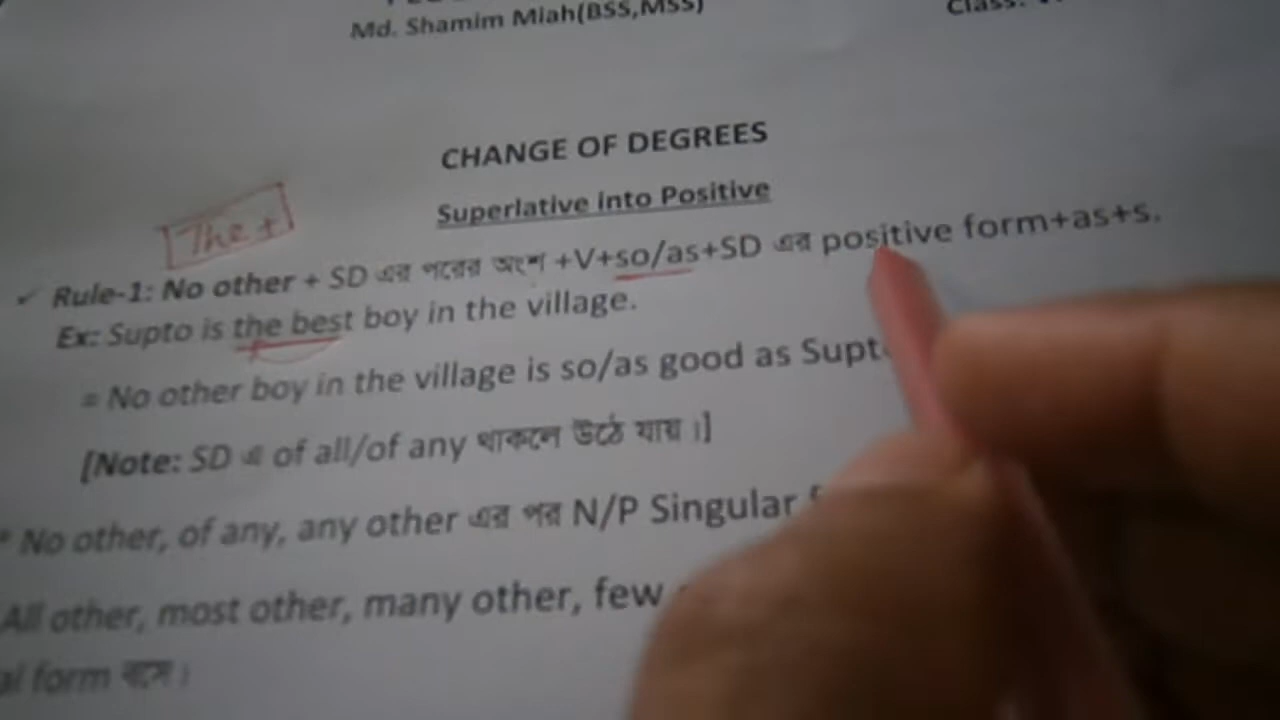 Md. Shamim Miah(BSS,MSS)
Class:
CHANGE OF DEGREES
Superlative into Positive
The +
✓ Rule-1: No other + SD এর পরের অংশ +V+so/as+SD এর positive form+as+s.
Ex: Supto is the best boy in the village.
= No other boy in the village is so/as good as
[Note: SD এ of all/of any থাকলে উঠে যায় ।]
* No other, of any, any other এর পর N/P Singular
All other, most other, many other, few
form বসে ।